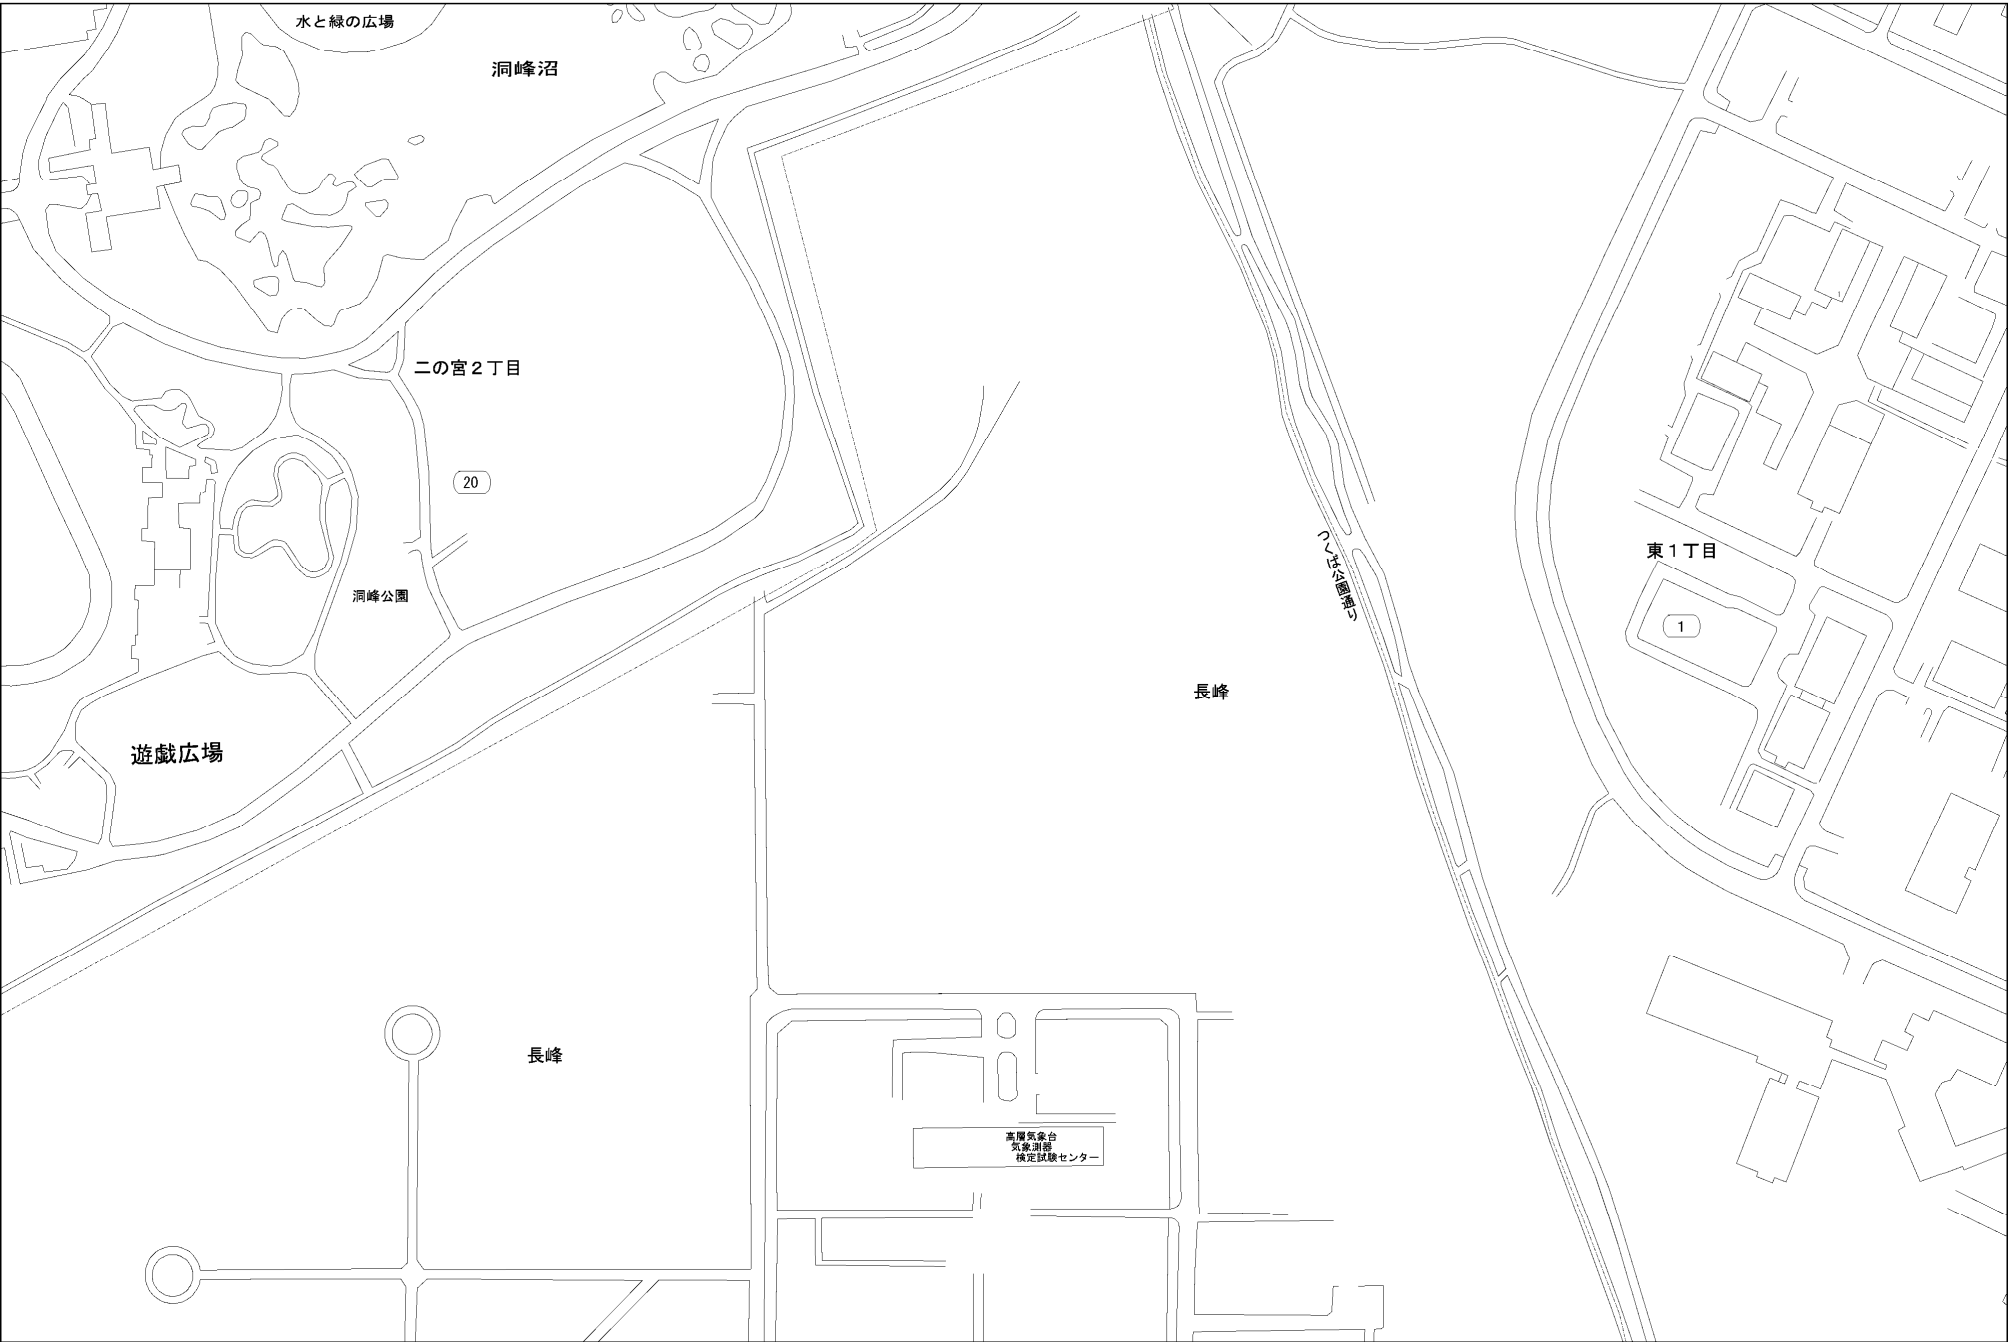 水と緑の広場
洞峰沼
二の宮２丁目
20
つくば公園通り
東１丁目
洞峰公園
1
長峰
遊戯広場
長峰
高層気象台
気象測器
検定試験センター